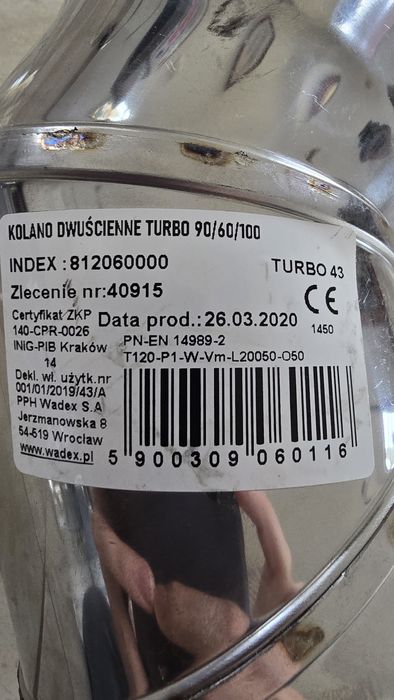 KOLANO DWUŚCIENNE TURBO 90/60/100
INDEX : 812060000
TURBO 43
Zlecenie nr:40915
CE
Certyfikat ZKP
140-CPR-0026
Data prod.:26.03.2020
1450
INiG-PIB Kraków
PN-EN 14989-2
14
T120-P1-W-Vm-L20050-O50
Dekl. wł. użytk.nr
001/01/2019/43/A
PPH Wadex S.A
Jerzmanowska 8
54-519 Wrocław
www.wadex.pl
5 900309 060116